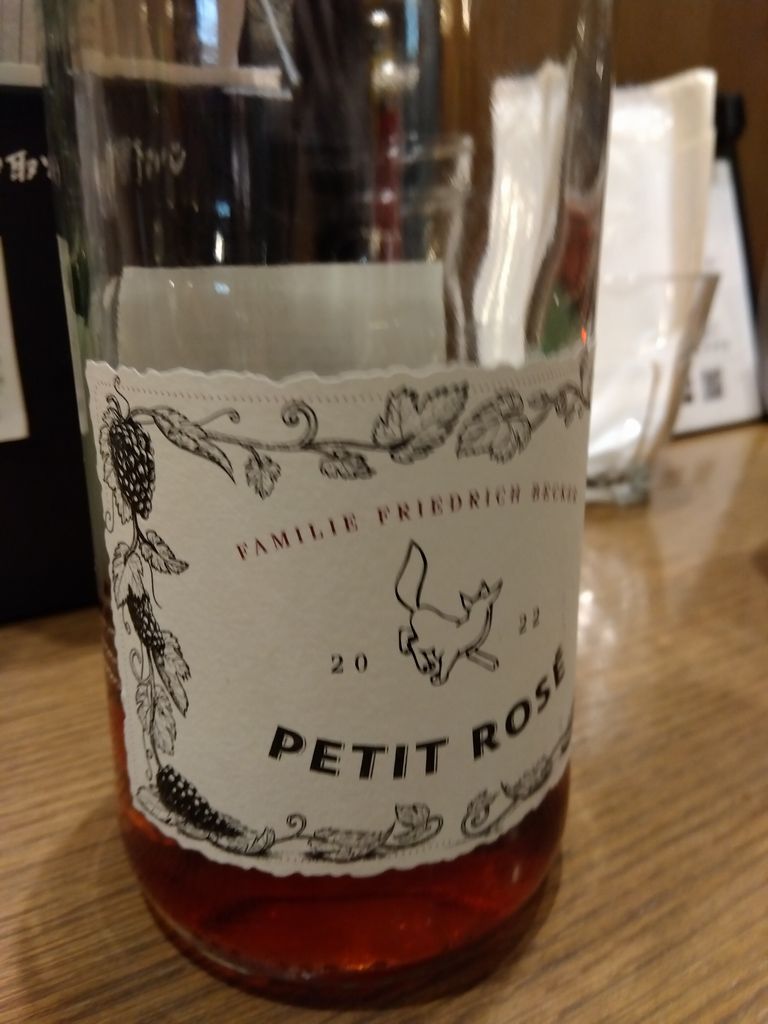 FAMILIE FRIEDRICH BECKER
20 22
PETIT ROSÉ